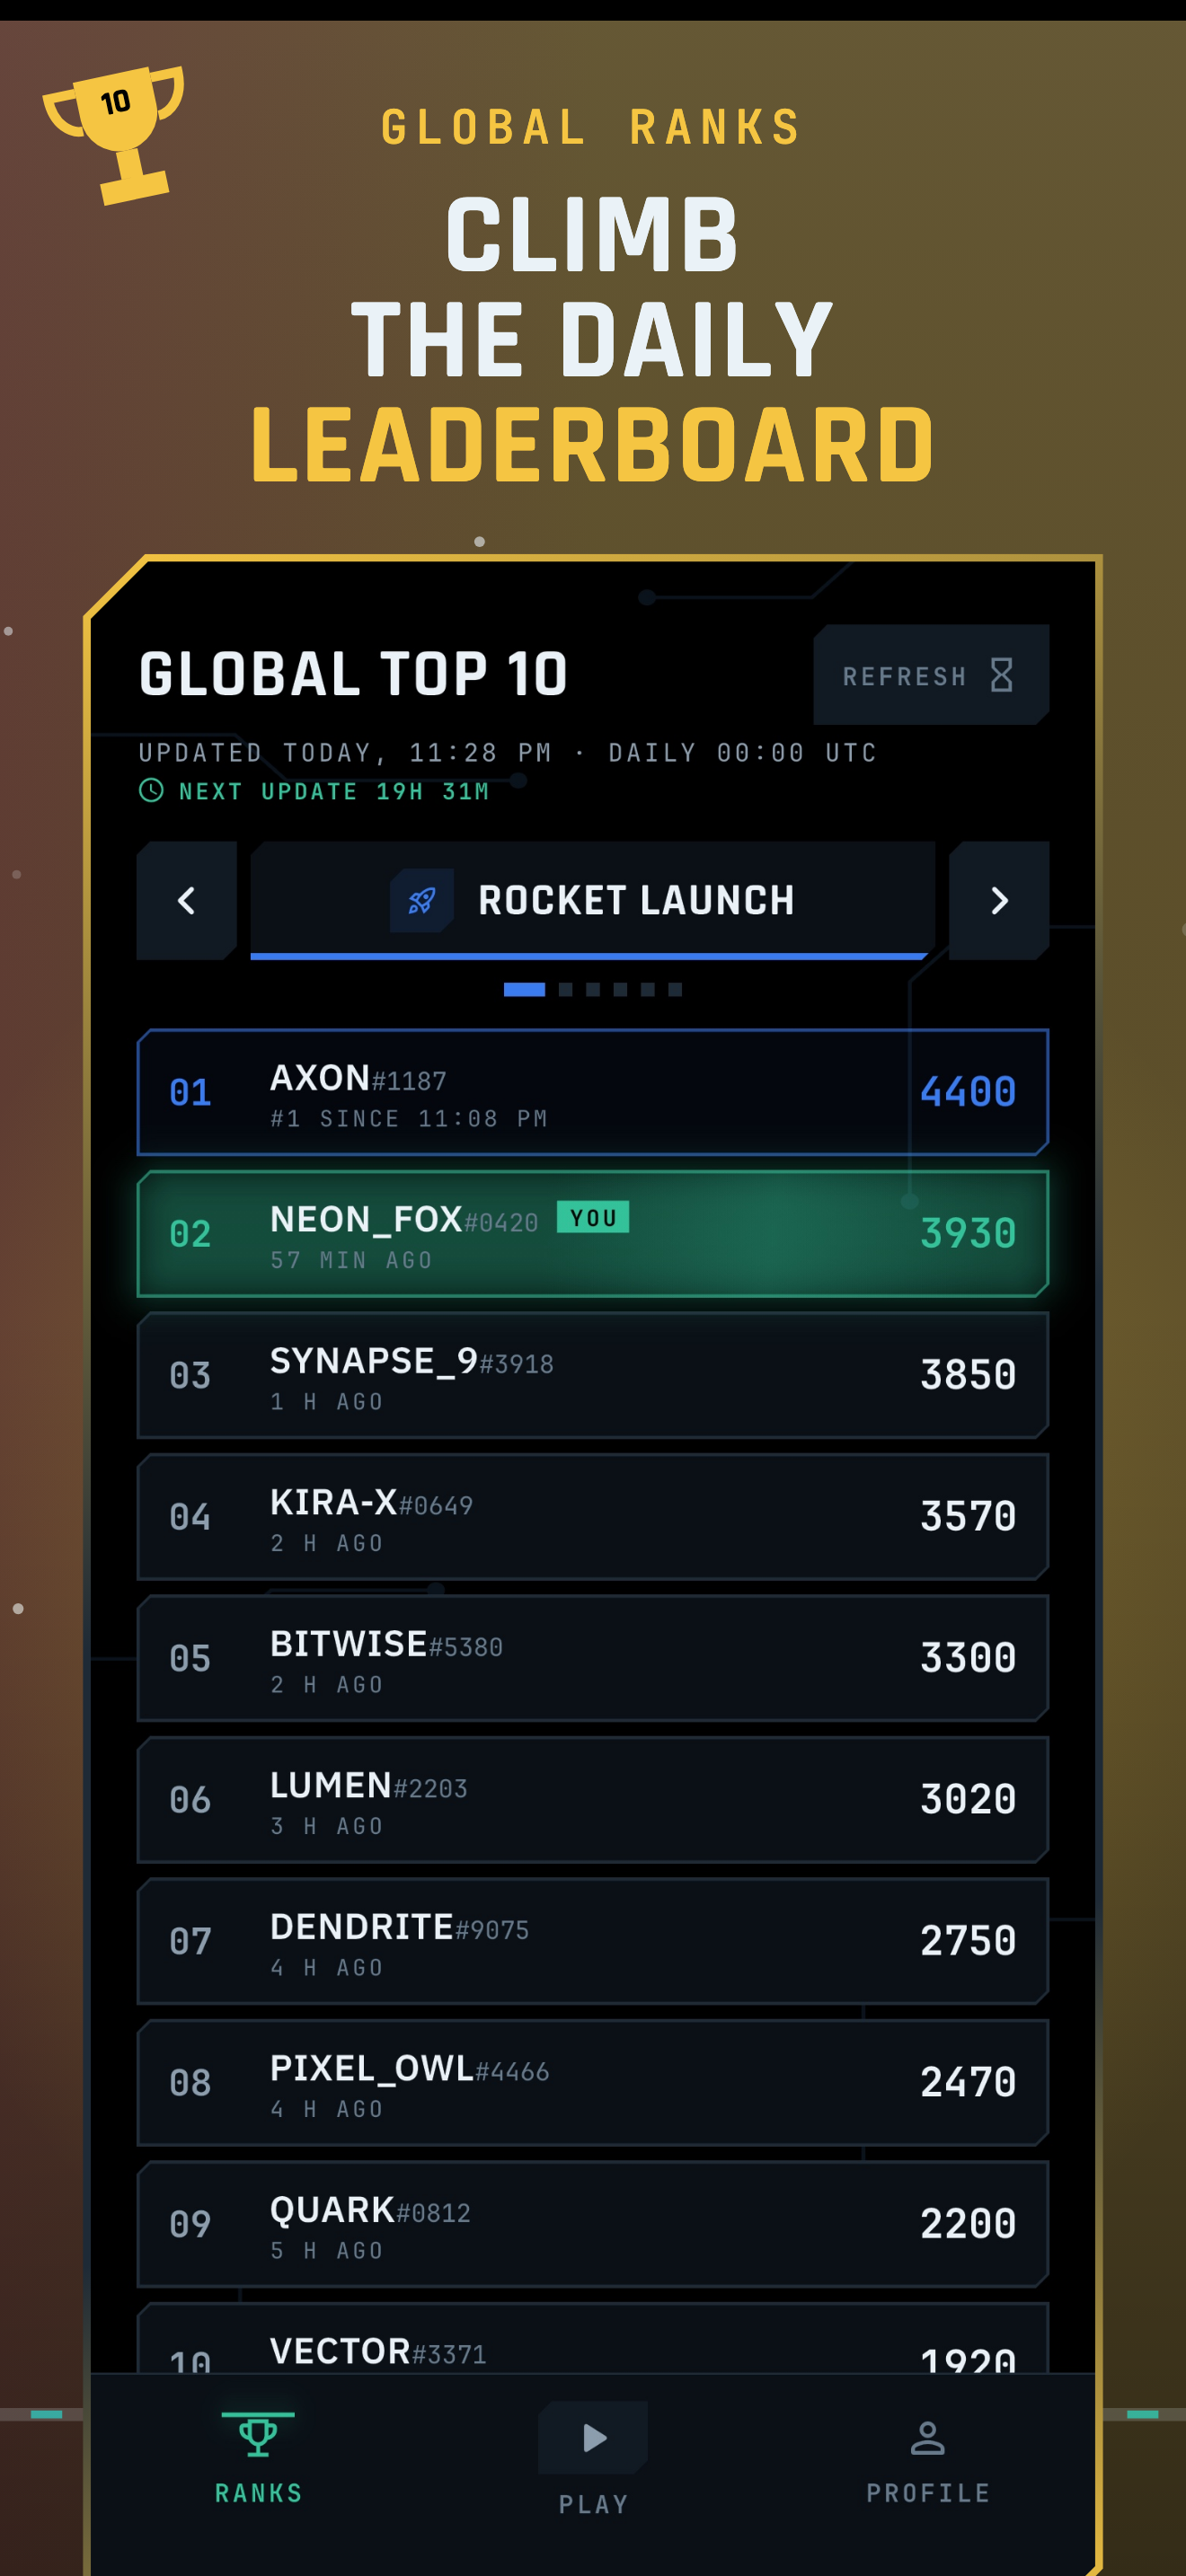 10
GLOBAL RANKS
CLIMB
THE DAILY
LEADERBOARD
GLOBAL TOP 10
REFRESH
UPDATED TODAY, 11:28 PM · DAILY 00:00 UTC
NEXT UPDATE 19H 31M
ROCKET LAUNCH
01 AXON#1187 4400
#1 SINCE 11:08 PM
02 NEON_FOX#0420 YOU 3930
57 MIN AGO
03 SYNAPSE_9#3918 3850
1 H AGO
04 KIRA-X#0649 3570
2 H AGO
05 BITWISE#5380 3300
2 H AGO
06 LUMEN#2203 3020
3 H AGO
07 DENDRITE#9075 2750
4 H AGO
08 PIXEL_OWL#4466 2470
4 H AGO
09 QUARK#0812 2200
5 H AGO
10 VECTOR#3371 1920
RANKS
PLAY
PROFILE